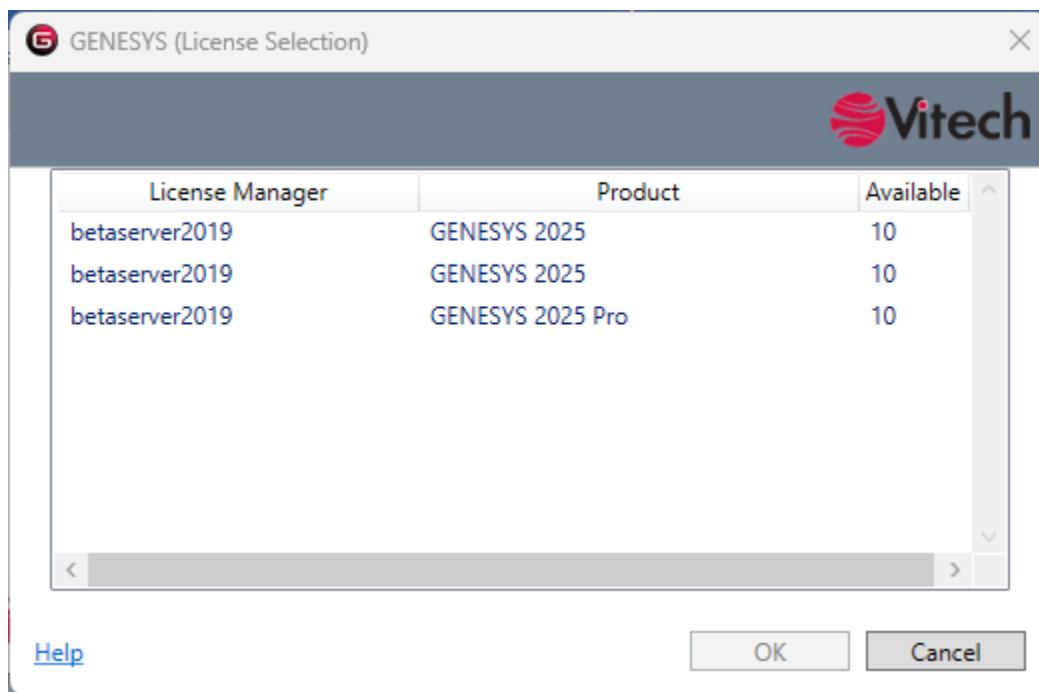 GENESYS (License Selection)
Vitech
License Manager Product Available
betaserver2019 GENESYS 2025 10
betaserver2019 GENESYS 2025 10
betaserver2019 GENESYS 2025 Pro 10
Help OK Cancel